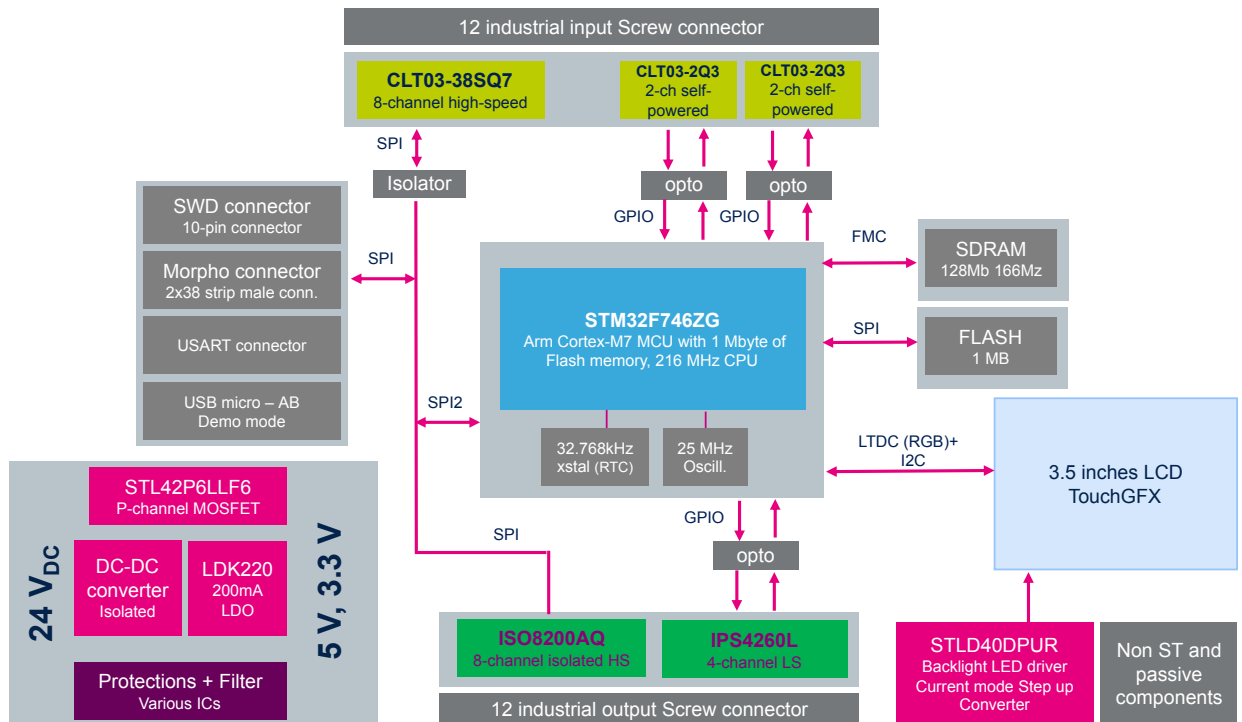 12 industrial input Screw connector
CLT03-38SQ7
8-channel high-speed
CLT03-2Q3
2-ch self-
powered
CLT03-2Q3
2-ch self-
powered
SPI
Isolator
opto
opto
GPIO
GPIO
SWD connector
10-pin connector
Morpho connector
2x38 strip male conn.
USART connector
USB micro – AB
Demo mode
SPI
SPI2
STM32F746ZG
Arm Cortex-M7 MCU with 1 Mbyte of
Flash memory, 216 MHz CPU
32.768kHz
xstal (RTC)
25 MHz
Oscill.
FMC
SDRAM
128Mb 166Mz
SPI
FLASH
1 MB
LTDC (RGB)+
I2C
3.5 inches LCD
TouchGFX
24 VDC
STL42P6LLF6
P-channel MOSFET
DC-DC
converter
Isolated
LDK220
200mA
LDO
5 V, 3.3 V
Protections + Filter
Various ICs
SPI
GPIO
opto
ISO8200AQ
8-channel isolated HS
IPS4260L
4-channel LS
12 industrial output Screw connector
STLD40DPUR
Backlight LED driver
Current mode Step up
Converter
Non ST and
passive
components